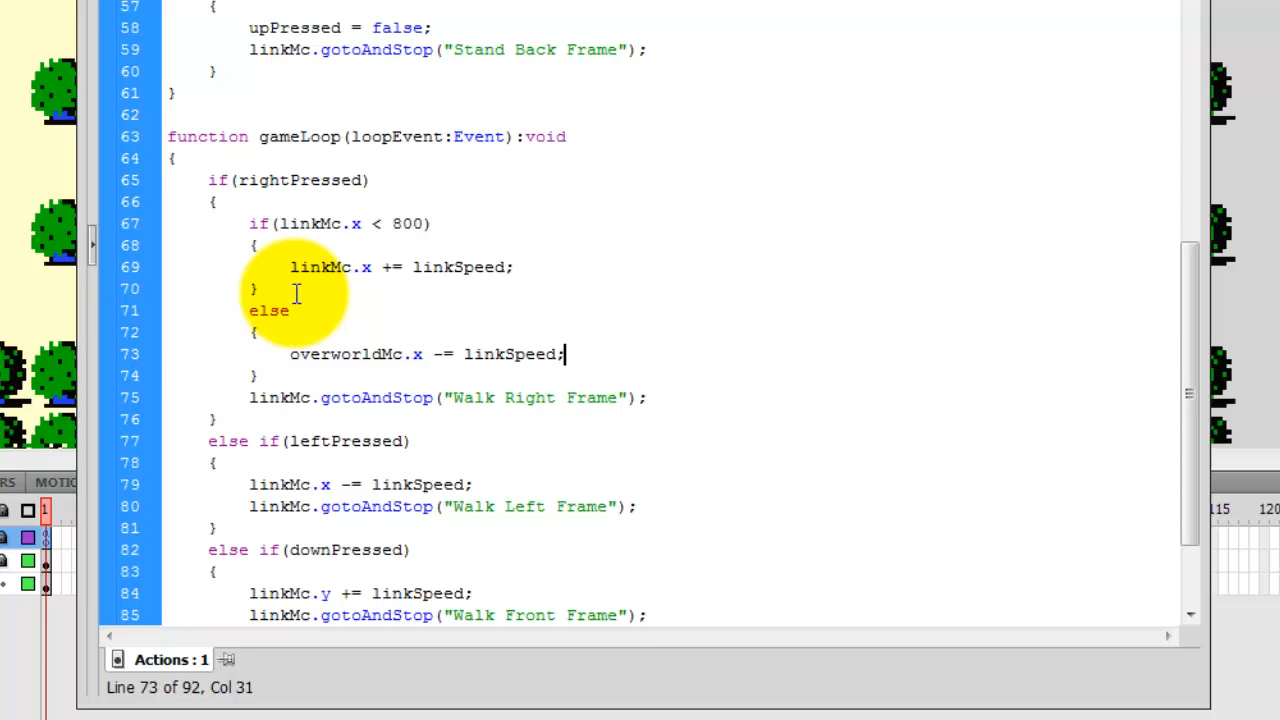 57 {
58 upPressed = false;
59 linkMc.gotoAndStop("Stand Back Frame");
60 }
61 }
62
63 function gameLoop(loopEvent:Event):void
64 {
65 if(rightPressed)
66 {
67 if(linkMc.x < 800)
68 {
69 linkMc.x += linkSpeed;
70 }
71 else
72 {
73 overworldMc.x -= linkSpeed;
74 }
75 linkMc.gotoAndStop("Walk Right Frame");
76 }
77 else if(leftPressed)
78 {
79 linkMc.x -= linkSpeed;
80 linkMc.gotoAndStop("Walk Left Frame");
81 }
82 else if(downPressed)
83 {
84 linkMc.y += linkSpeed;
85 linkMc.gotoAndStop("Walk Front Frame");
RS MOTIO
1 115 120
Actions : 1
Line 73 of 92, Col 31